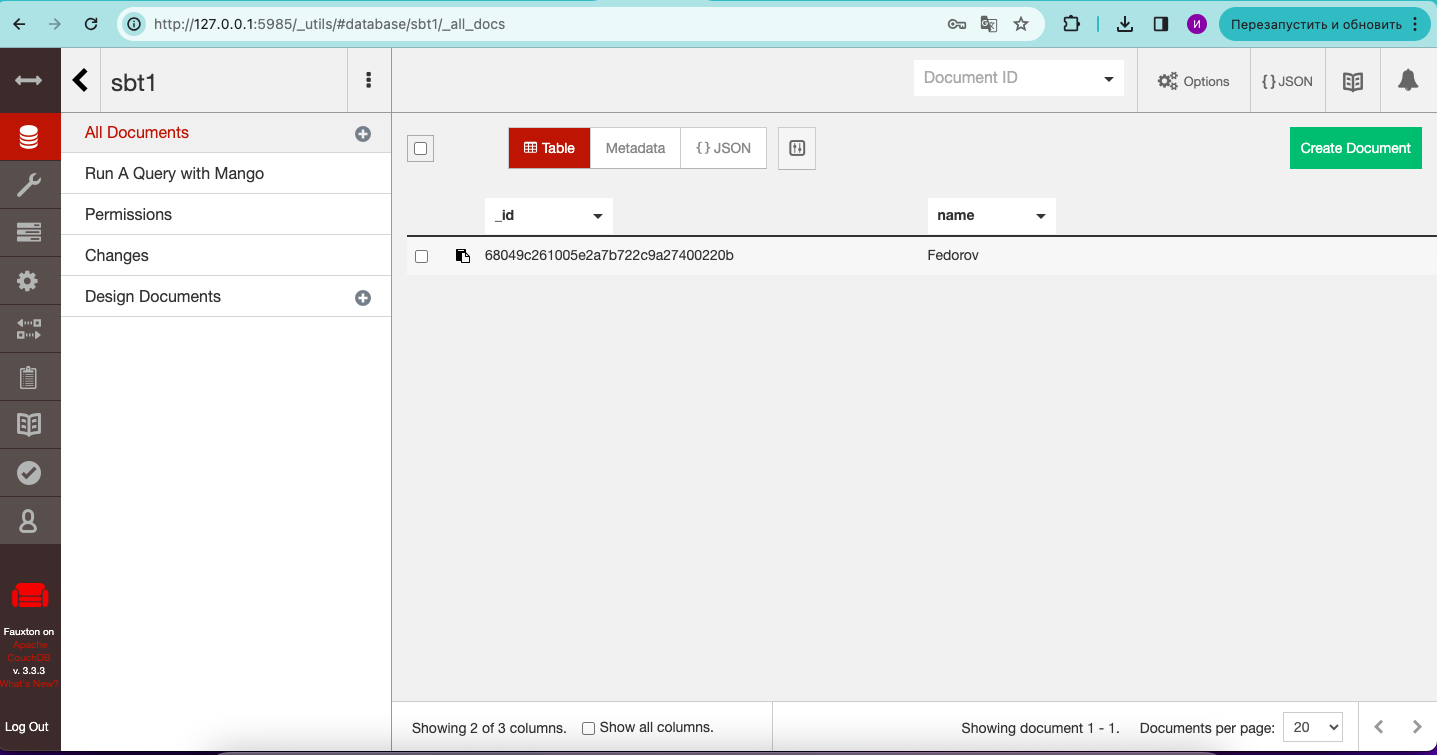 http://127.0.0.1:5985/_utils/#database/sbt1/_all_docs
И
Перезапустить и обновить
sbt1
Document ID
Options
{ } JSON
All Documents
Run A Query with Mango
Permissions
Changes
Design Documents
Table
Metadata
{ } JSON
Create Document
_id
name
68049c261005e2a7b722c9a27400220b
Fedorov
Fauxton on
Apache
CouchDB
v. 3.3.3
What's New?
Log Out
Showing 2 of 3 columns.
Show all columns.
Showing document 1 - 1.
Documents per page:
20